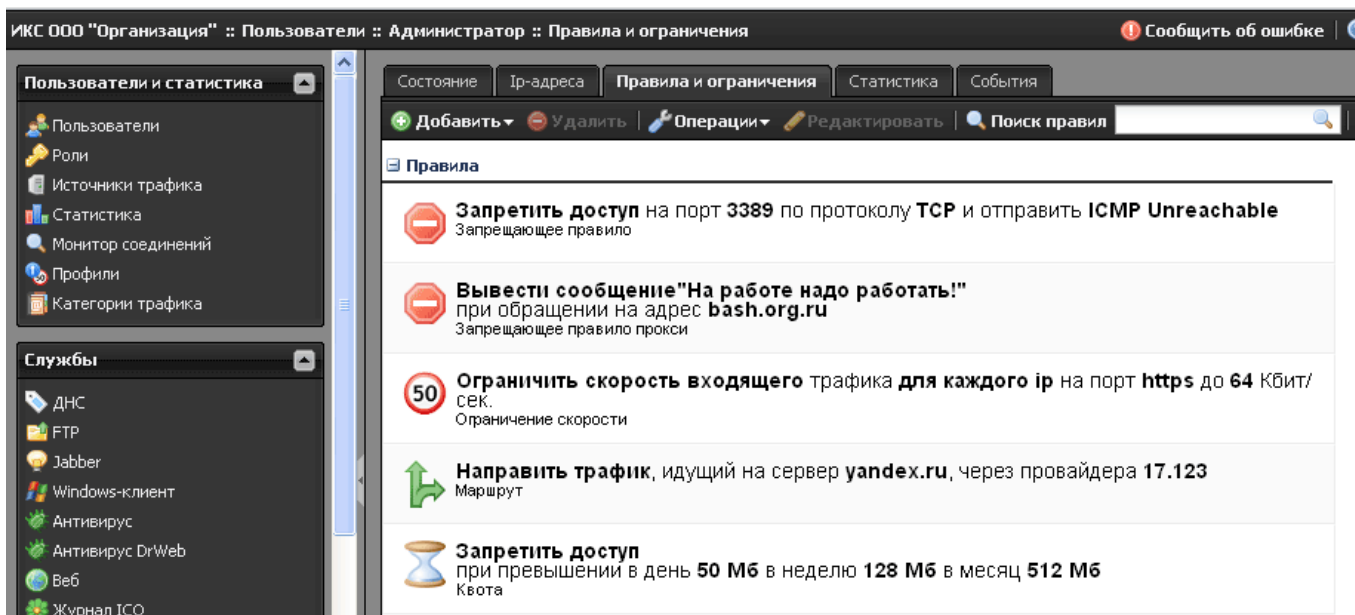 ИКС ООО "Организация" :: Пользователи :: Администратор :: Правила и ограничения
Сообщить об ошибке
Пользователи и статистика
Пользователи
Роли
Источники трафика
Статистика
Монитор соединений
Профили
Категории трафика
Службы
ДНС
FTP
Jabber
Windows-клиент
Антивирус
Антивирус DrWeb
Веб
Журнал ICQ
Состояние
Ip-адреса
Правила и ограничения
Статистика
События
Добавить
Удалить
Операции
Редактировать
Поиск правил
Правила
Запретить доступ на порт 3389 по протоколу TCP и отправить ICMP Unreachable
Запрещающее правило
Вывести сообщение"На работе надо работать!"
при обращении на адрес bash.org.ru
Запрещающее правило прокси
50
Ограничить скорость входящего трафика для каждого ip на порт https до 64 Кбит/
сек.
Ограничение скорости
Направить трафик, идущий на сервер yandex.ru, через провайдера 17.123
Маршрут
Запретить доступ
при превышении в день 50 Мб в неделю 128 Мб в месяц 512 Мб
Квота